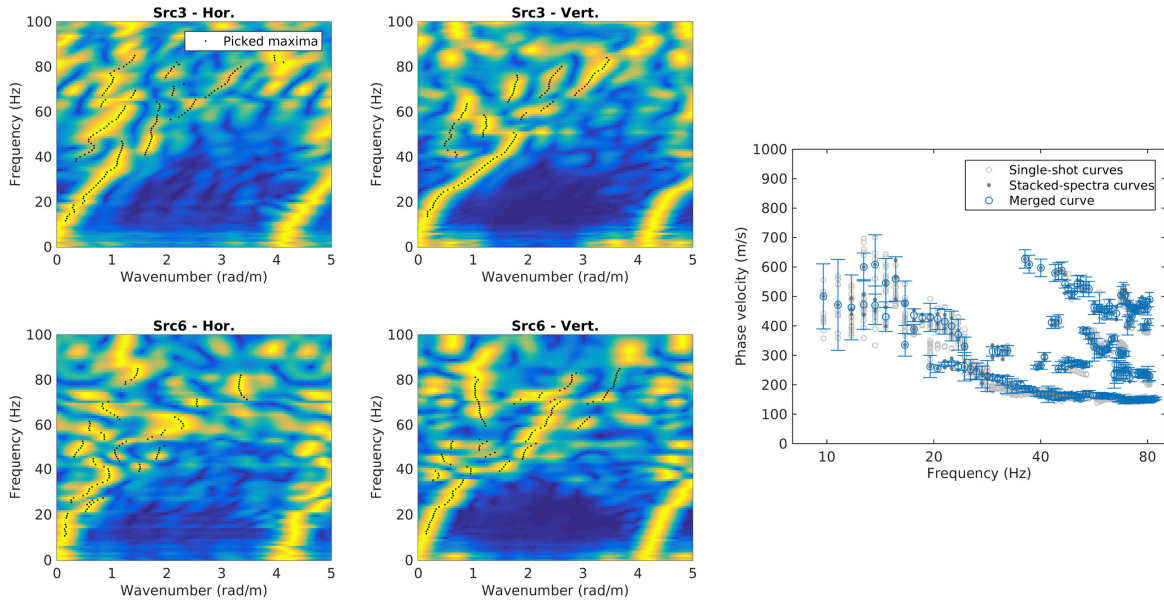 Src3 - Hor.
Picked maxima
100
80
60
40
20
0
Frequency (Hz)
0 1 2 3 4 5
Wavenumber (rad/m)
Src3 - Vert.
100
80
60
40
20
0
Frequency (Hz)
0 1 2 3 4 5
Wavenumber (rad/m)
Src6 - Hor.
100
80
60
40
20
0
Frequency (Hz)
0 1 2 3 4 5
Wavenumber (rad/m)
Src6 - Vert.
100
80
60
40
20
0
Frequency (Hz)
0 1 2 3 4 5
Wavenumber (rad/m)
Single-shot curves
Stacked-spectra curves
Merged curve
1000
900
800
700
600
500
400
300
200
100
0
Phase velocity (m/s)
10 20 40 60 80
Frequency (Hz)